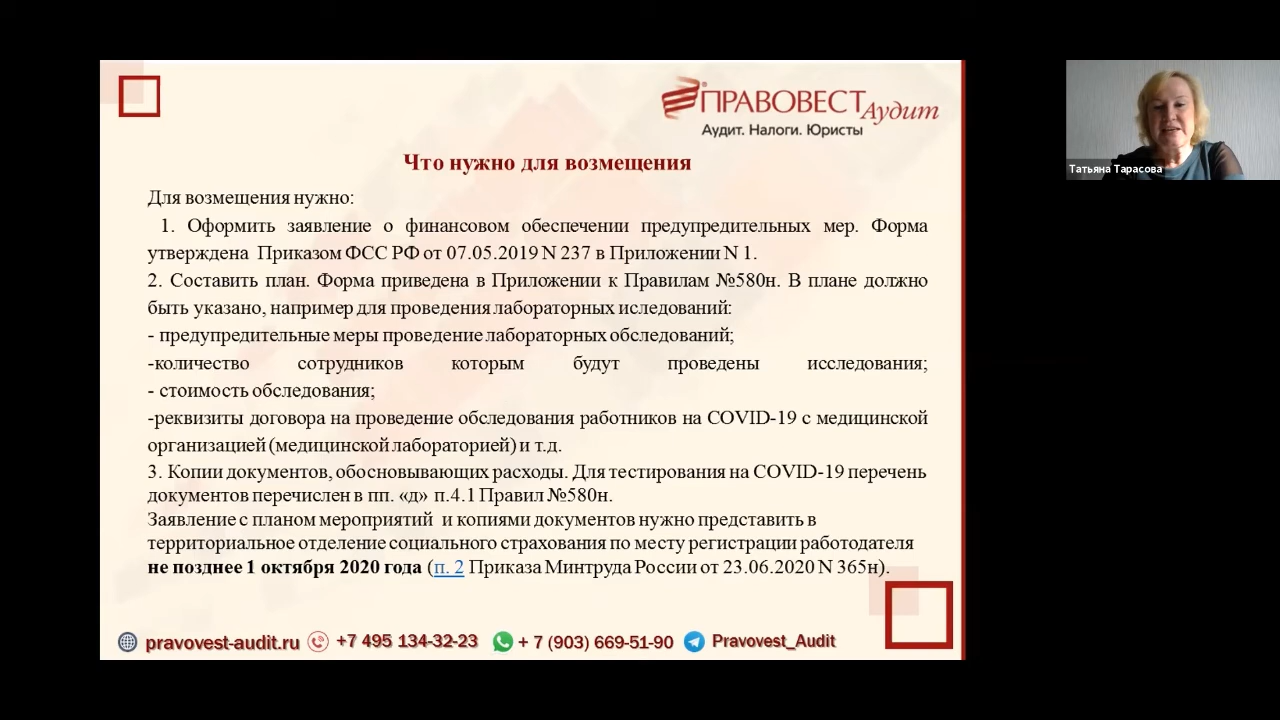 ПРАВОВЕСТ Аудит
Аудит. Налоги. Юристы
Татьяна Тарасова
Что нужно для возмещения
Для возмещения нужно:
1. Оформить заявление о финансовом обеспечении предупредительных мер. Форма
утверждена Приказом ФСС РФ от 07.05.2019 N 237 в Приложении N 1.
2. Составить план. Форма приведена в Приложении к Правилам №580н. В плане должно
быть указано, например для проведения лабораторных иследований:
- предупредительные меры проведение лабораторных обследований;
-количество сотрудников которым будут проведены исследования;
- стоимость обследования;
-реквизиты договора на проведение обследования работников на COVID-19 с медицинской
организацией (медицинской лабораторией) и т.д.
3. Копии документов, обосновывающих расходы. Для тестирования на COVID-19 перечень
документов перечислен в пп. «д» п.4.1 Правил №580н.
Заявление с планом мероприятий и копиями документов нужно представить в
территориальное отделение социального страхования по месту регистрации работодателя
не позднее 1 октября 2020 года (п. 2 Приказа Минтруда России от 23.06.2020 N 365н).
pravovest-audit.ru +7 495 134-32-23 + 7 (903) 669-51-90 Pravovest_Audit